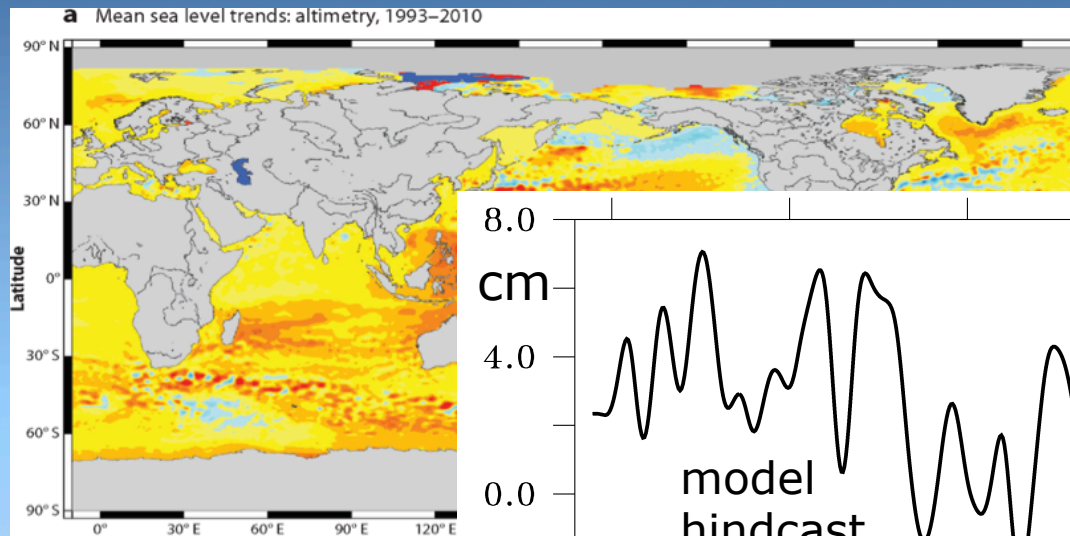 a Mean sea level trends: altimetry, 1993–2010
90° N
60° N
30° N
0°
30° S
60° S
90° S
Latitude
0° 30° E 60° E 90° E 120° E
8.0
cm
4.0
0.0
model
hindcast